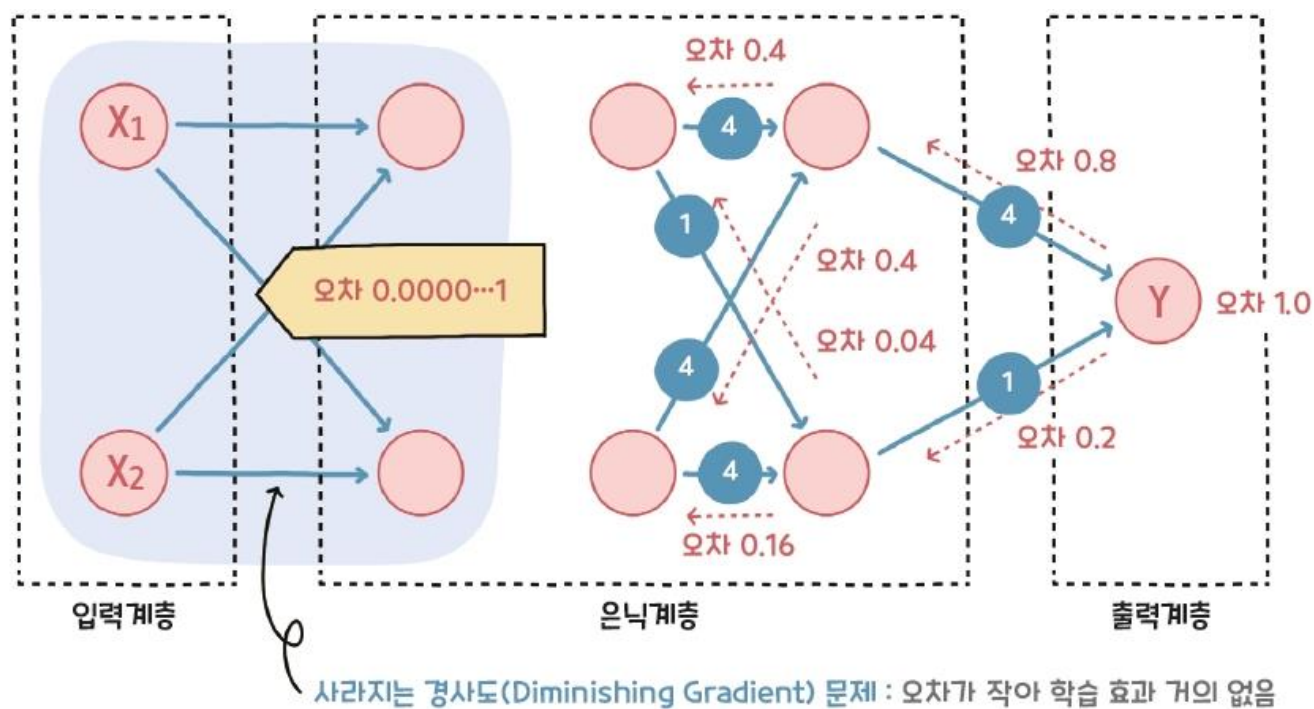 오차 0.4
X1
4
오차 0.8
1
4
오차 0.4
오차 0.0000…1
Y
오차 1.0
오차 0.04
4
1
X2
4
오차 0.2
오차 0.16
입력계층
은닉계층
출력계층
사라지는 경사도(Diminishing Gradient) 문제 : 오차가 작아 학습 효과 거의 없음